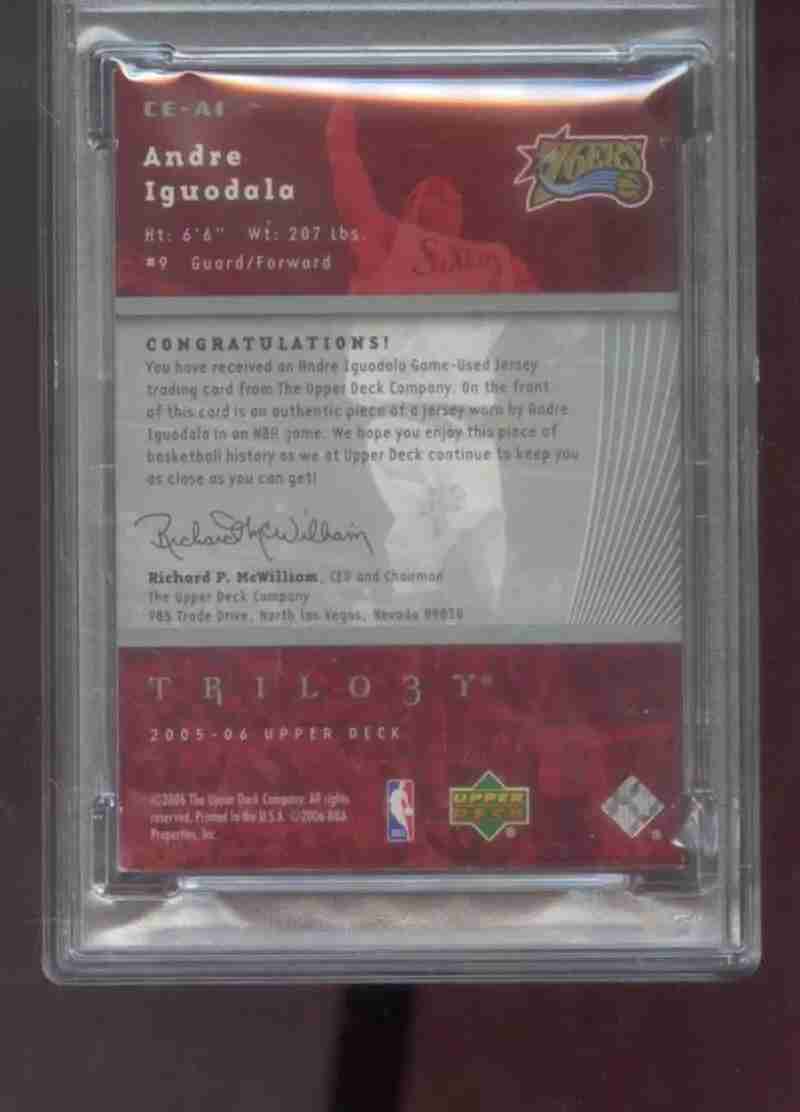 CE-AI
Andre
Iguodala
76ERS
Ht: 6'6" Wt: 207 lbs.
#9 Guard/Forward
CONGRATULATIONS!
You have received an Andre Iguodala Game-Used Jersey
trading card from The Upper Deck Company. On the front
of this card is an authentic piece of a jersey worn by Andre
Iguodala in an NBA game. We hope you enjoy this piece of
basketball history as we at Upper Deck continue to keep you
as close as you can get!
Richard McWilliam
Richard P. McWilliam, CEO and Chairman
The Upper Deck Company
985 Trade Drive, North Las Vegas, Nevada 89030
TRILO3Y®
2005-06 UPPER DECK
©2006 The Upper Deck Company. All rights
reserved. Printed in the U.S.A. ©2006 NBA
Properties, Inc.
UPPER
DECK